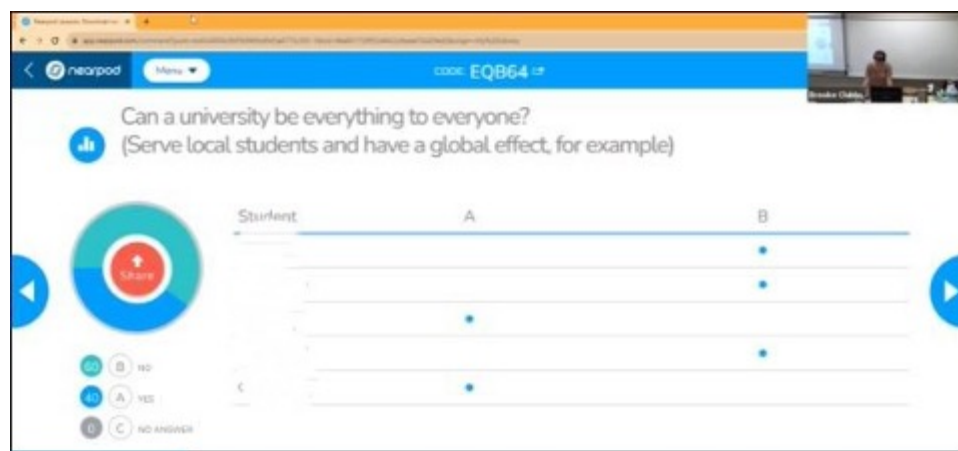 nearpod
Menu
CODE: EQB64
Can a university be everything to everyone?
(Serve local students and have a global effect, for example)
Student A B
Share
60 B NO
40 A YES
0 C NO ANSWER